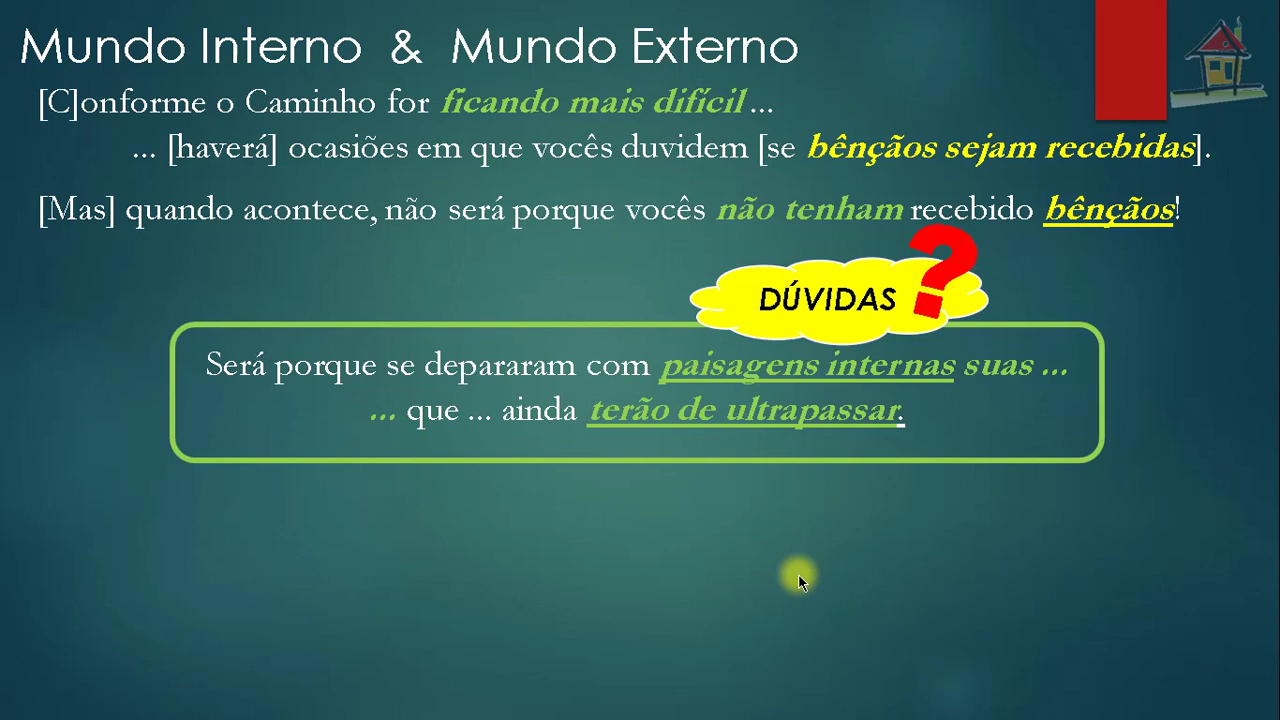 Mundo Interno & Mundo Externo
[C]onforme o Caminho for ficando mais difícil ...
... [haverá] ocasiões em que vocês duvidem [se bênçãos sejam recebidas].
[Mas] quando acontece, não será porque vocês não tenham recebido bênçãos!
DÚVIDAS ?
Será porque se depararam com paisagens internas suas ...
... que ... ainda terão de ultrapassar.